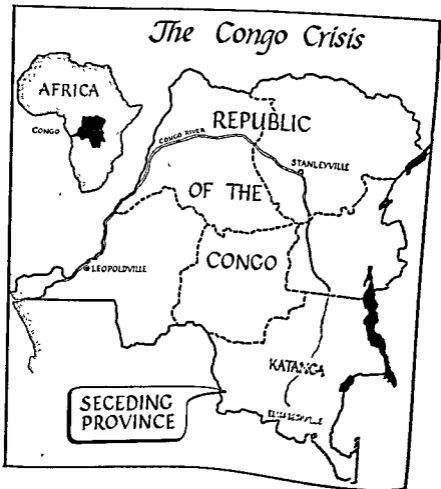 The Congo Crisis
AFRICA
CONGO
REPUBLIC
CONGO RIVER
STANLEYVILLE
OF THE
LEOPOLDVILLE
CONGO
KATANGA
SECEDING
PROVINCE
ELISABETHVILLE